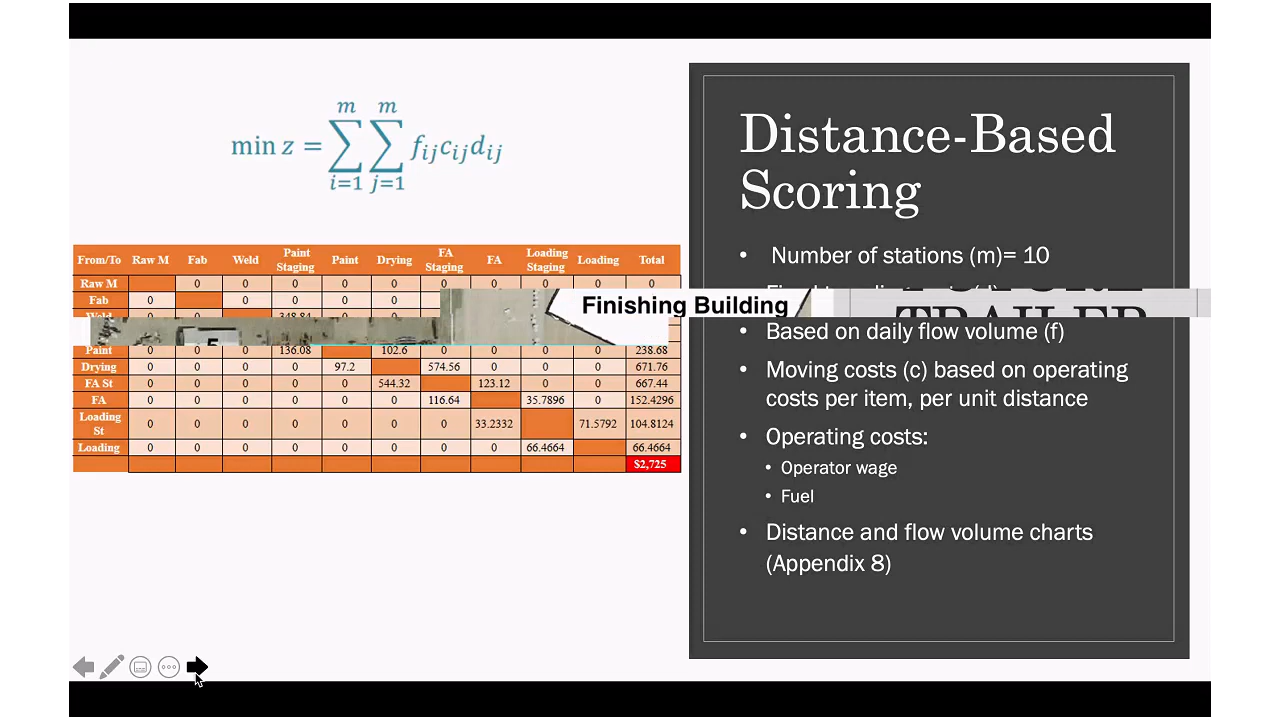 min z = ∑ ∑ f_ij c_ij d_ij
m m
i=1 j=1
Distance-Based
Scoring
• Number of stations (m)= 10
• Based on daily flow volume (f)
• Moving costs (c) based on operating
costs per item, per unit distance
• Operating costs:
• Operator wage
• Fuel
• Distance and flow volume charts
(Appendix 8)
From/To Raw M Fab Weld Paint Staging Paint Drying FA Staging FA Loading Staging Loading Total
Raw M 0 0 0 0 0 0 0 0 0 0
Fab 0 0 0
Finishing Building
TRAILER
348.84
5
Paint 0 0 0 136.08 102.6 0 0 0 0 238.68
Drying 0 0 0 0 97.2 574.56 0 0 0 671.76
FA St 0 0 0 0 0 544.32 123.12 0 0 667.44
FA 0 0 0 0 0 0 116.64 35.7896 0 152.4296
Loading St 0 0 0 0 0 0 0 33.2332 71.5792 104.8124
Loading 0 0 0 0 0 0 0 0 66.4664 66.4664
$2,725